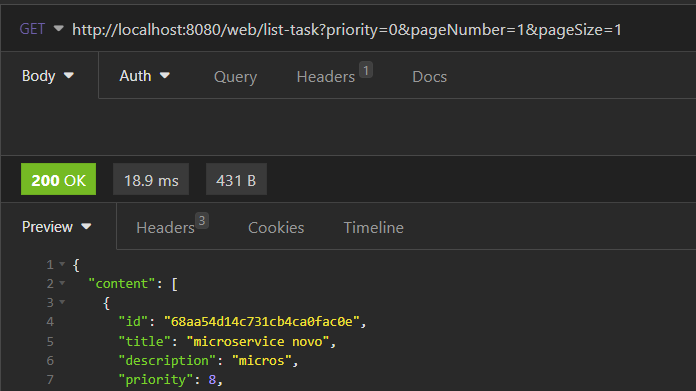 GET http://localhost:8080/web/list-task?priority=0&pageNumber=1&pageSize=1
Body Auth Query Headers 1 Docs
200 OK 18.9 ms 431 B
Preview Headers 3 Cookies Timeline
1 {
2 "content": [
3 {
4 "id": "68aa54d14c731cb4ca0fac0e",
5 "title": "microservice novo",
6 "description": "micros",
7 "priority": 8,